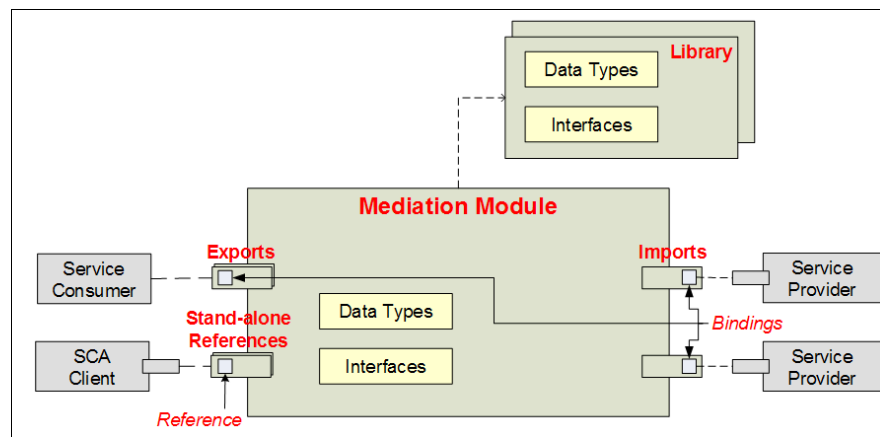 Library
Data Types
Interfaces
Mediation Module
Exports
Imports
Service
Consumer
Service
Provider
Data Types
Stand-alone
References
Bindings
SCA
Client
Interfaces
Service
Provider
Reference